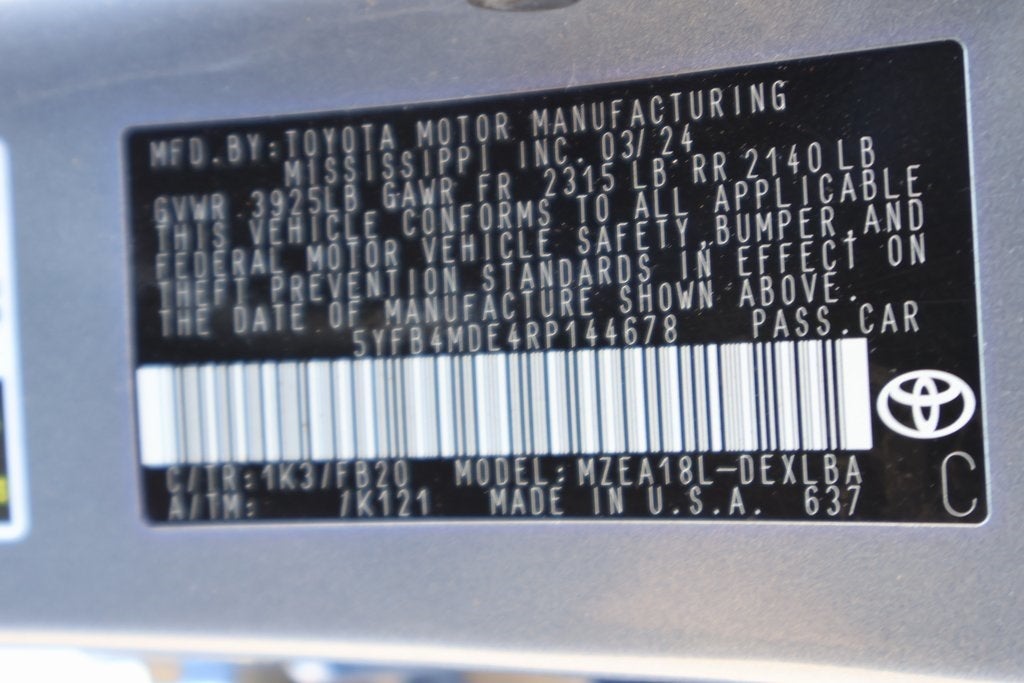 MFD.BY:TOYOTA MOTOR MANUFACTURING
MISSISSIPPI INC. 03/24
GVWR 3925LB GAWR FR 2315 LB RR 2140 LB
THIS VEHICLE CONFORMS TO ALL APPLICABLE
FEDERAL MOTOR VEHICLE SAFETY,BUMPER,AND
THEFT PREVENTION STANDARDS IN EFFECT ON
THE DATE OF MANUFACTURE SHOWN ABOVE.
5YFB4MDE4RP144678 PASS.CAR
C/TR:1K3/FB20 MODEL:MZEA18L-DEXLBA
A/TM: /K121 MADE IN U.S.A. 637
C